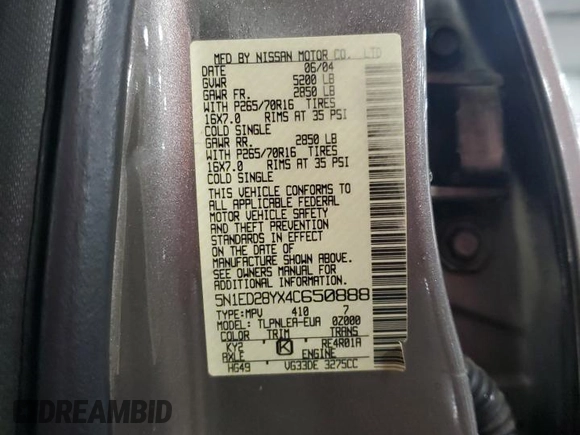 MFD BY NISSAN MOTOR CO. LTD
DATE 06/04
GVWR 5200 LB
GAWR FR. 2850 LB
WITH P265/70R16 TIRES
16X7.0 RIMS AT 35 PSI
COLD SINGLE
GAWR RR. 2850 LB
WITH P265/70R16 TIRES
16X7.0 RIMS AT 35 PSI
COLD SINGLE
THIS VEHICLE CONFORMS TO
ALL APPLICABLE FEDERAL
MOTOR VEHICLE SAFETY
AND THEFT PREVENTION
STANDARDS IN EFFECT
ON THE DATE OF
MANUFACTURE SHOWN ABOVE.
SEE OWNERS MANUAL FOR
ADDITIONAL INFORMATION.
5N1ED28YX4C650888
TYPE:MPV 410 7
MODEL: TLPNLEA-EUA 0Z000
COLOR TRIM TRANS
KY2 K RE4R01A
AXLE ENGINE
HG49 VG33DE 3275CC
DREAMBID